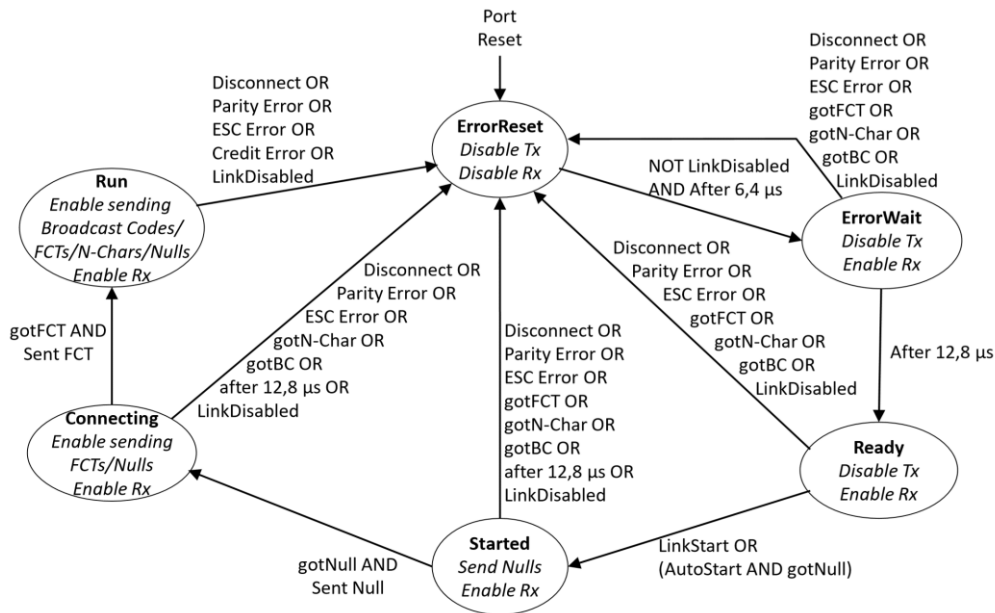 Port
Reset
Disconnect OR
Parity Error OR
ESC Error OR
Credit Error OR
LinkDisabled
ErrorReset
Disable Tx
Disable Rx
Disconnect OR
Parity Error OR
ESC Error OR
gotFCT OR
gotN-Char OR
gotBC OR
LinkDisabled
NOT LinkDisabled
AND After 6,4 µs
Run
Enable sending
Broadcast Codes/
FCTs/N-Chars/Nulls
Enable Rx
ErrorWait
Disable Tx
Enable Rx
Disconnect OR
Parity Error OR
ESC Error OR
gotN-Char OR
gotBC OR
after 12,8 µs OR
LinkDisabled
Disconnect OR
Parity Error OR
ESC Error OR
gotFCT OR
gotN-Char OR
gotBC OR
after 12,8 µs OR
LinkDisabled
Disconnect OR
Parity Error OR
ESC Error OR
gotFCT OR
gotN-Char OR
gotBC OR
LinkDisabled
gotFCT AND
Sent FCT
After 12,8 µs
Connecting
Enable sending
FCTs/Nulls
Enable Rx
Ready
Disable Tx
Enable Rx
gotNull AND
Sent Null
Started
Send Nulls
Enable Rx
LinkStart OR
(AutoStart AND gotNull)